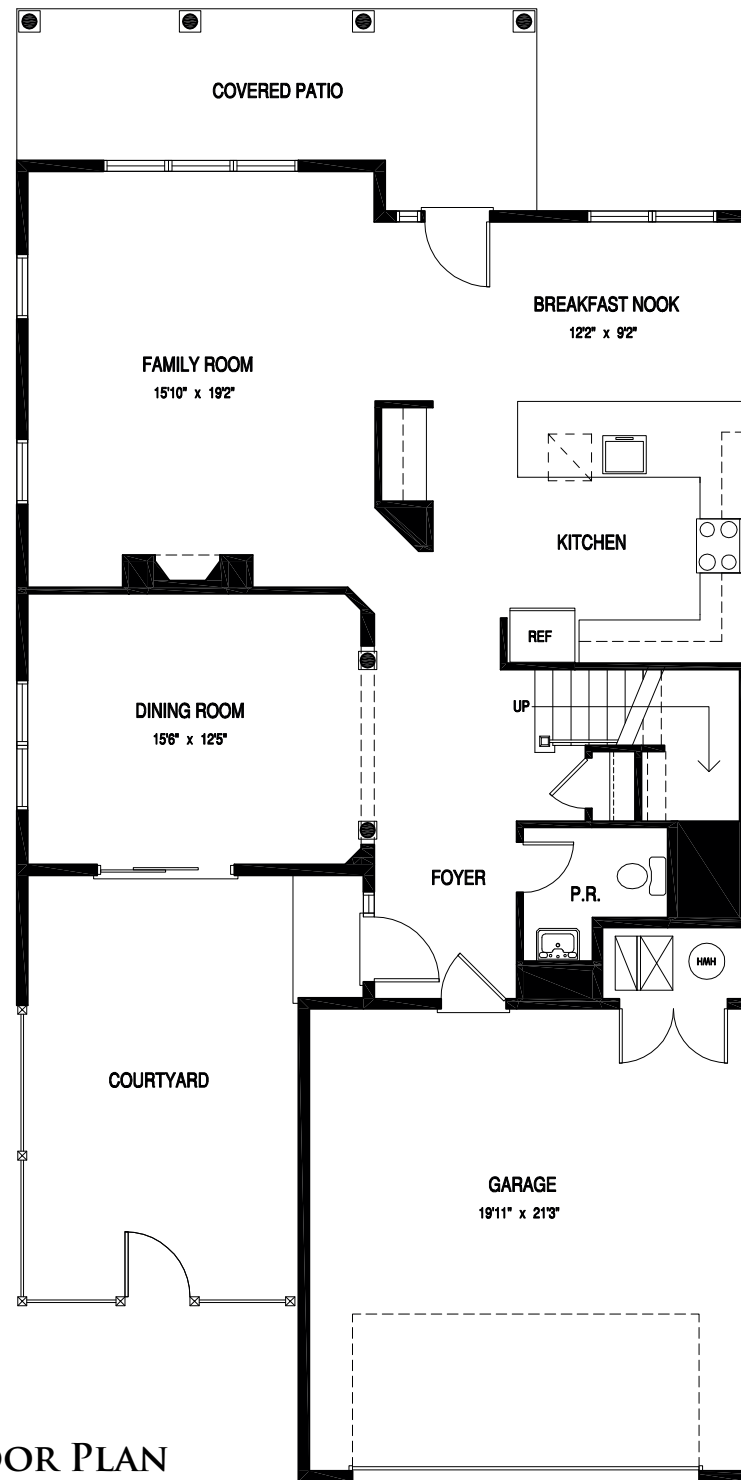 COVERED PATIO
BREAKFAST NOOK
12'2" x 9'2"
FAMILY ROOM
15'10" x 19'2"
KITCHEN
REF
DINING ROOM
15'6" x 12'5"
UP
FOYER
P.R.
HWH
COURTYARD
GARAGE
19'11" x 21'3"
PLAN